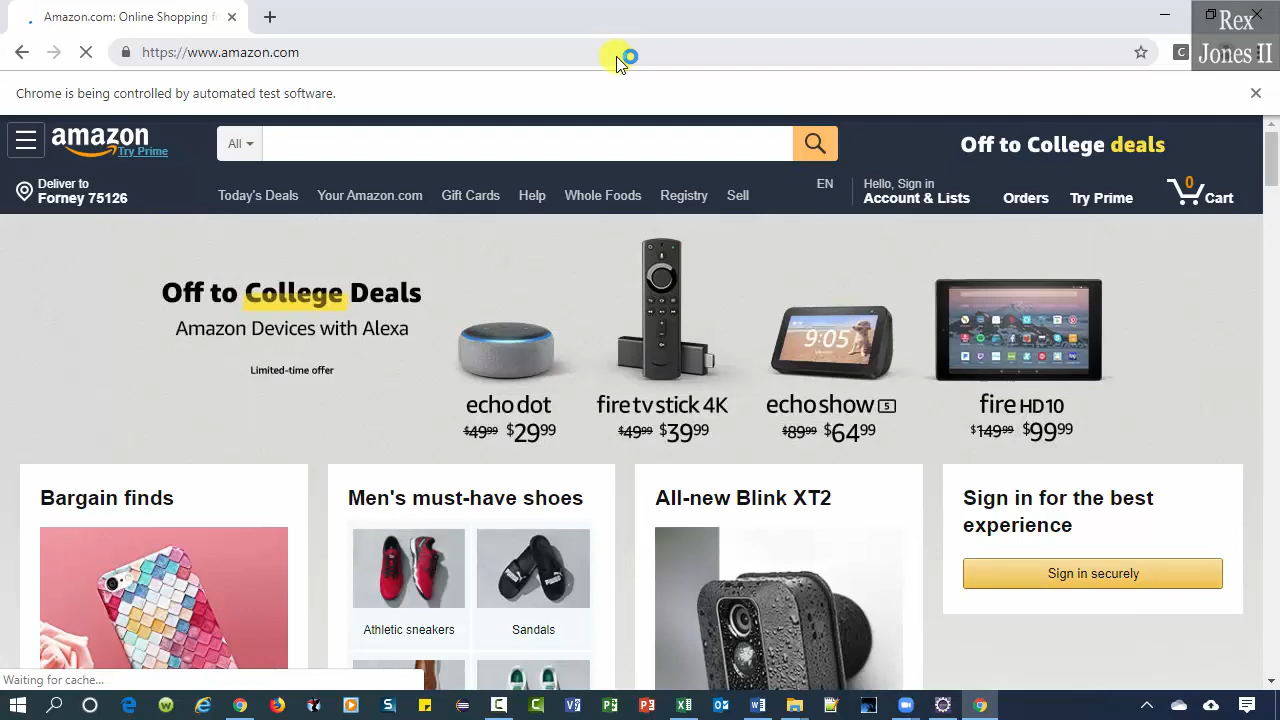 Amazon.com: Online Shopping f
Rex
Jones II
https://www.amazon.com
C
Chrome is being controlled by automated test software.
amazon
Try Prime
All
Off to College deals
Deliver to
Forney 75126
Today's Deals
Your Amazon.com
Gift Cards
Help
Whole Foods
Registry
Sell
EN
Hello, Sign in
Account & Lists
Orders
Try Prime
0
Cart
Off to College Deals
Amazon Devices with Alexa
Limited-time offer
9:05
echo dot
$49.99 $29.99
fire tv stick 4K
$49.99 $39.99
echo show 5
$89.99 $64.99
fire HD10
$149.99 $99.99
Bargain finds
Men's must-have shoes
All-new Blink XT2
Sign in for the best
experience
Sign in securely
Athletic sneakers
Sandals
Waiting for cache...